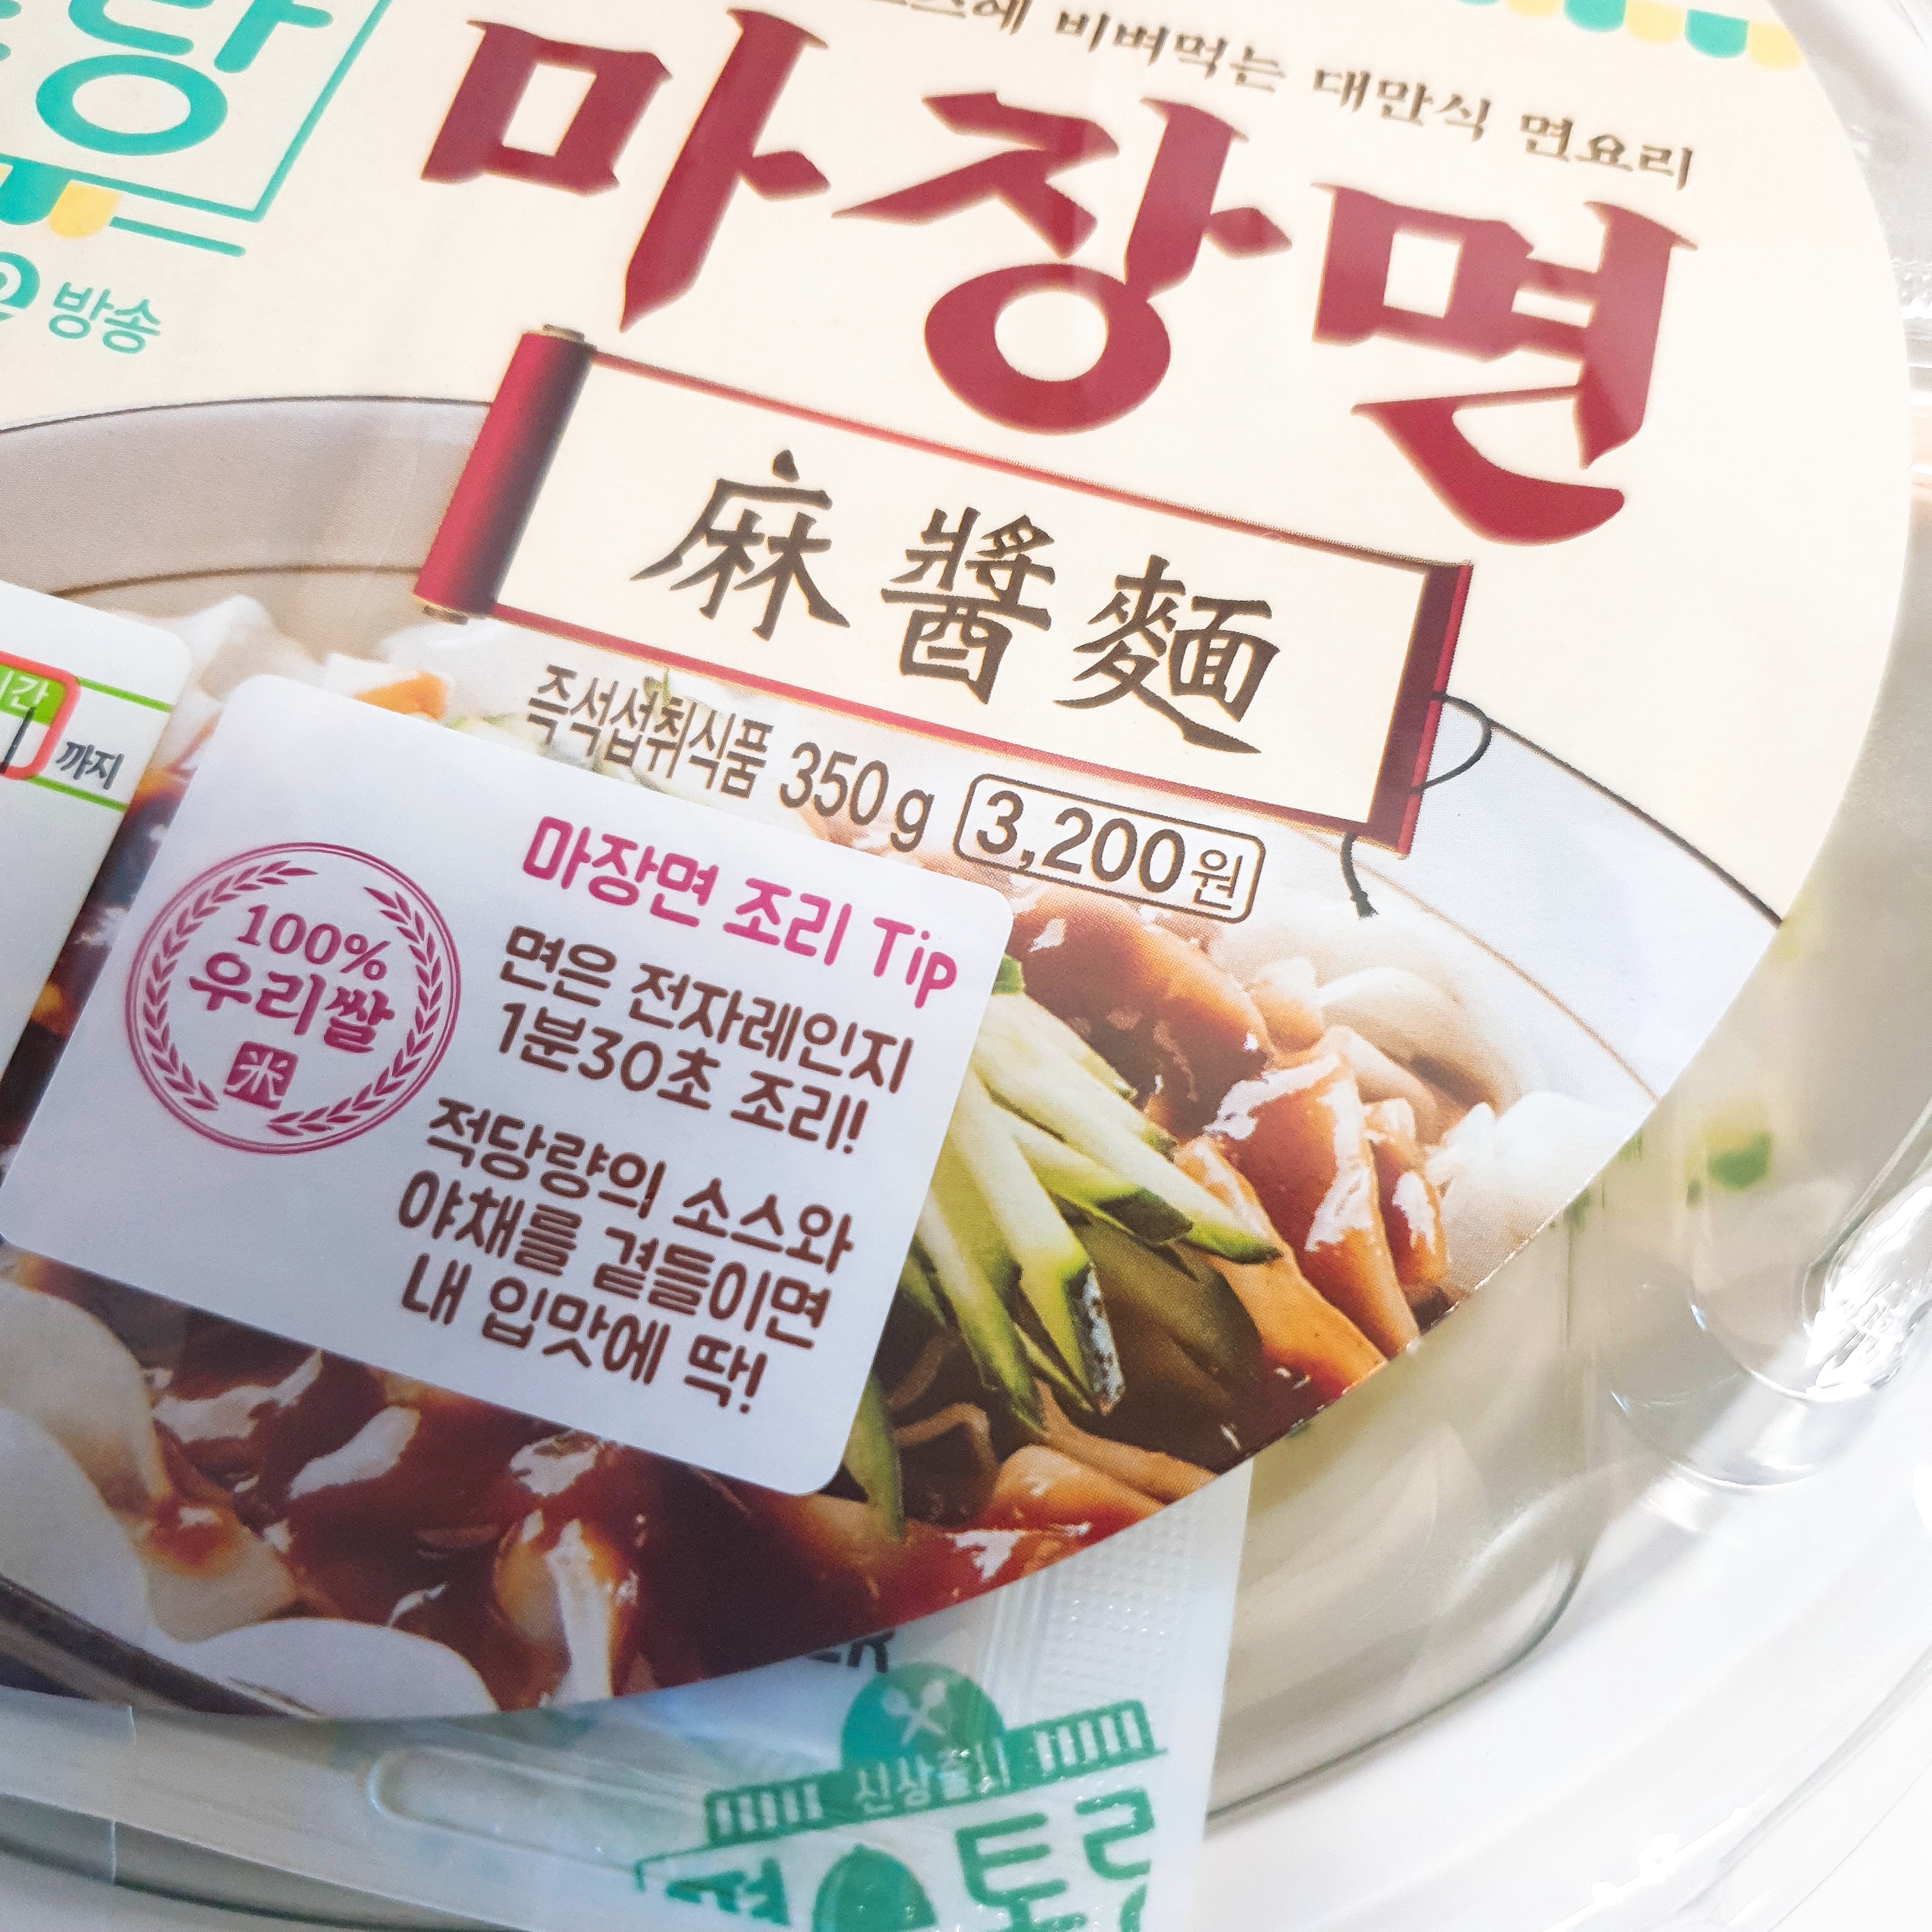 비벼먹는 대만식 면요리
마장면
방송
麻醬麵
즉석섭취식품 350g 3,200원
까지
마장면 조리 Tip
100%
우리쌀
米
면은 전자레인지
1분30초 조리!
적당량의 소스와
야채를 곁들이면
내 입맛에 딱!
신상출시